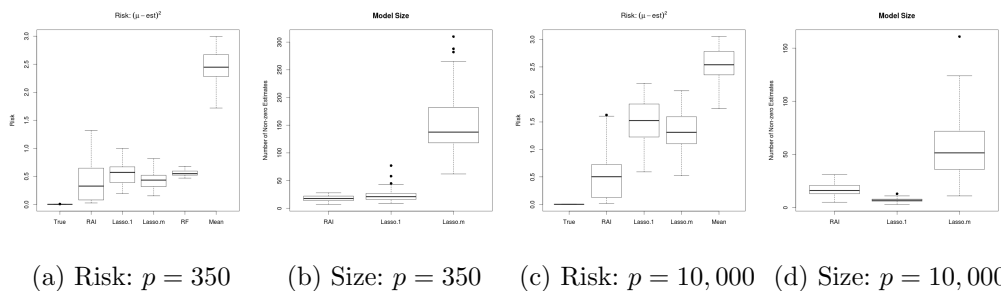 Risk: (μ − est)²
Risk
0.0 0.5 1.0 1.5 2.0 2.5 3.0
True RAI Lasso.1 Lasso.m RF Mean
Model Size
Number of Non-zero Estimates
0 50 100 150 200 250 300
RAI Lasso.1 Lasso.m
Risk: (μ − est)²
Risk
0.0 0.5 1.0 1.5 2.0 2.5 3.0
True RAI Lasso.1 Lasso.m Mean
Model Size
Number of Non-zero Estimates
0 50 100 150
RAI Lasso.1 Lasso.m
(a) Risk: p = 350
(b) Size: p = 350
(c) Risk: p = 10,000
(d) Size: p = 10,000